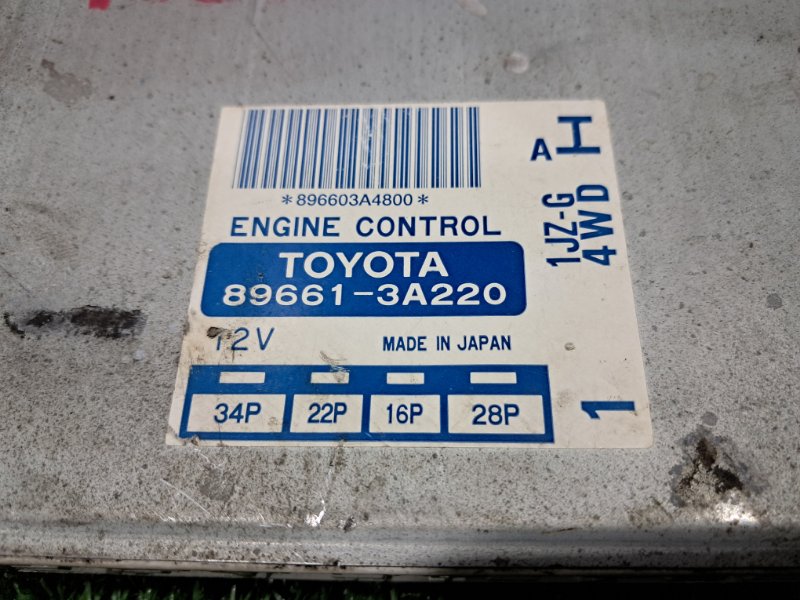 *896603A4800*
ENGINE CONTROL
TOYOTA
89661-3A220
12V MADE IN JAPAN
34P 22P 16P 28P
A H
1JZ-G
4WD
1